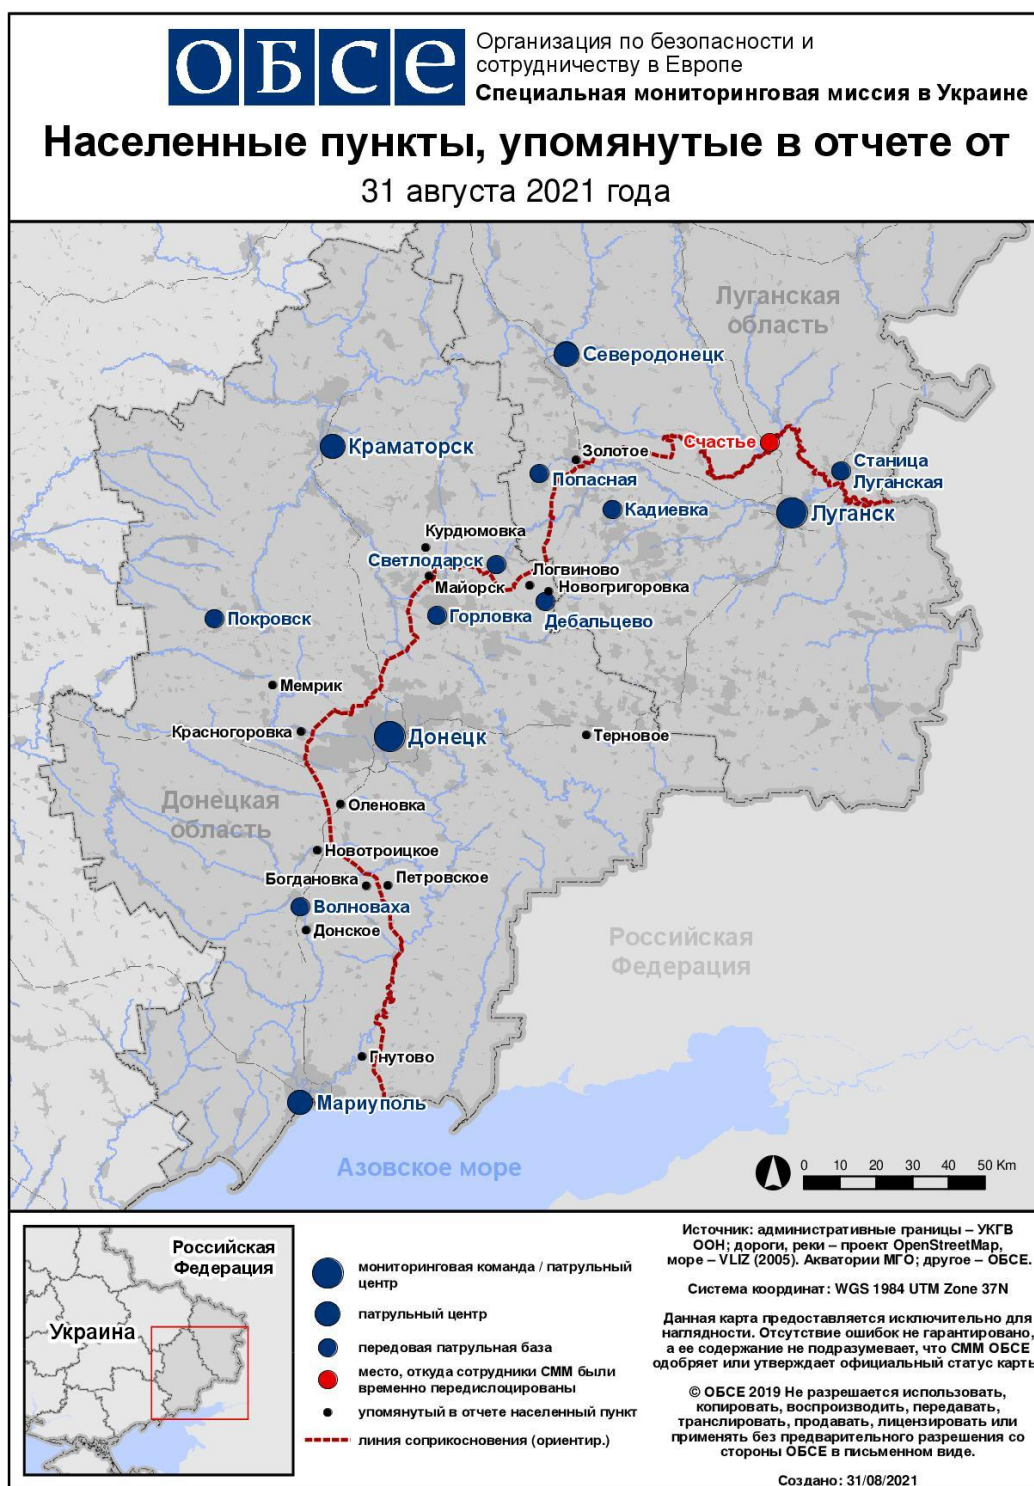 ОБСЕ
Организация по безопасности и
сотрудничеству в Европе
Специальная мониторинговая миссия в Украине
Населенные пункты, упомянутые в отчете от
31 августа 2021 года
Луганская
область
Северодонецк
Счастье
Краматорск
Золотое
Станица
Луганская
Попасная
Кадиевка
Луганск
Курдюмовка
Светлодарск
Логвиново
Майорск
Новогригоровка
Покровск
Горловка
Дебальцево
Мемрик
Красногоровка
Донецк
Терновое
Донецкая
область
Оленовка
Новотроицкое
Богдановка
Петровское
Волноваха
Донское
Российская
Федерация
Гнутово
Мариуполь
Азовское море
0 10 20 30 40 50 Km
Российская
Федерация
Украина
мониторинговая команда / патрульный
центр
патрульный центр
передовая патрульная база
место, откуда сотрудники СММ были
временно передислоцированы
упомянутый в отчете населенный пункт
линия соприкосновения (ориентир.)
Источник: административные границы – УКГВ
ООН; дороги, реки – проект OpenStreetMap,
море – VLIZ (2005). Акватории МГО; другое – ОБСЕ.
Система координат: WGS 1984 UTM Zone 37N
Данная карта предоставляется исключительно для
наглядности. Отсутствие ошибок не гарантировано,
а ее содержание не подразумевает, что СММ ОБСЕ
одобряет или утверждает официальный статус карты
© ОБСЕ 2019 Не разрешается использовать,
копировать, воспроизводить, передавать,
транслировать, продавать, лицензировать или
применять без предварительного разрешения со
стороны ОБСЕ в письменном виде.
Создано: 31/08/2021